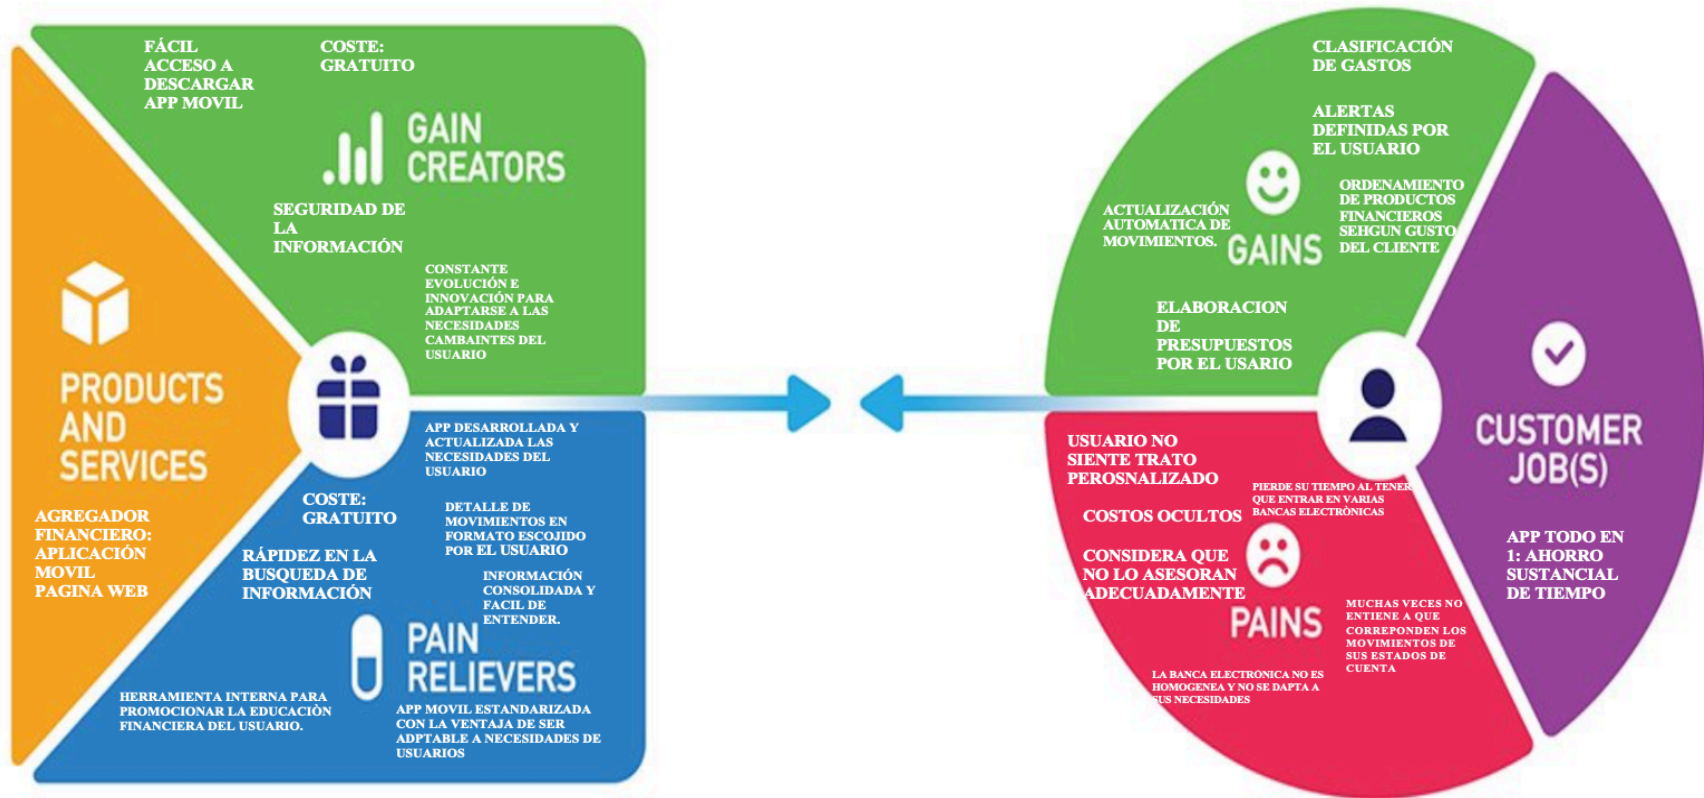 FÁCIL
ACCESO A
DESCARGAR
APP MOVIL
COSTE:
GRATUITO
GAIN
CREATORS
SEGURIDAD DE
LA
INFORMACIÓN
CONSTANTE
EVOLUCIÓN E
INNOVACIÓN PARA
ADAPTARSE A LAS
NECESIDADES
CAMBAINTES DEL
USUARIO
PRODUCTS
AND
SERVICES
AGREGADOR
FINANCIERO:
APLICACIÓN
MOVIL
PAGINA WEB
APP DESARROLLADA Y
ACTUALIZADA LAS
NECESIDADES DEL
USUARIO
COSTE:
GRATUITO
DETALLE DE
MOVIMIENTOS EN
FORMATO ESCOJIDO
POR EL USUARIO
RÁPIDEZ EN LA
BUSQUEDA DE
INFORMACIÓN
INFORMACIÓN
CONSOLIDADA Y
FACIL DE
ENTENDER.
PAIN
RELIEVERS
HERRAMIENTA INTERNA PARA
PROMOCIONAR LA EDUCACIÒN
FINANCIERA DEL USUARIO.
APP MOVIL ESTANDARIZADA
CON LA VENTAJA DE SER
ADPTABLE A NECESIDADES DE
USUARIOS
CLASIFICACIÓN
DE GASTOS
ALERTAS
DEFINIDAS POR
EL USUARIO
ORDENAMIENTO
DE PRODUCTOS
FINANCIEROS
SEHGUN GUSTO
DEL CLIENTE
ACTUALIZACIÓN
AUTOMATICA DE
MOVIMIENTOS.
GAINS
ELABORACION
DE
PRESUPUESTOS
POR EL USARIO
USUARIO NO
SIENTE TRATO
PEROSNALIZADO
PIERDE SU TIEMPO AL TENER
QUE ENTRAR EN VARIAS
BANCAS ELECTRÒNICAS
COSTOS OCULTOS
CONSIDERA QUE
NO LO ASESORAN
ADECUADAMENTE
PAINS
MUCHAS VECES NO
ENTIENE A QUE
CORREPONDEN LOS
MOVIMIENTOS DE
SUS ESTADOS DE
CUENTA
LA BANCA ELECTRÓNICA NO ES
HOMOGENEA Y NO SE DAPTA A
SUS NECESIDADES
CUSTOMER
JOB(S)
APP TODO EN
1: AHORRO
SUSTANCIAL
DE TIEMPO